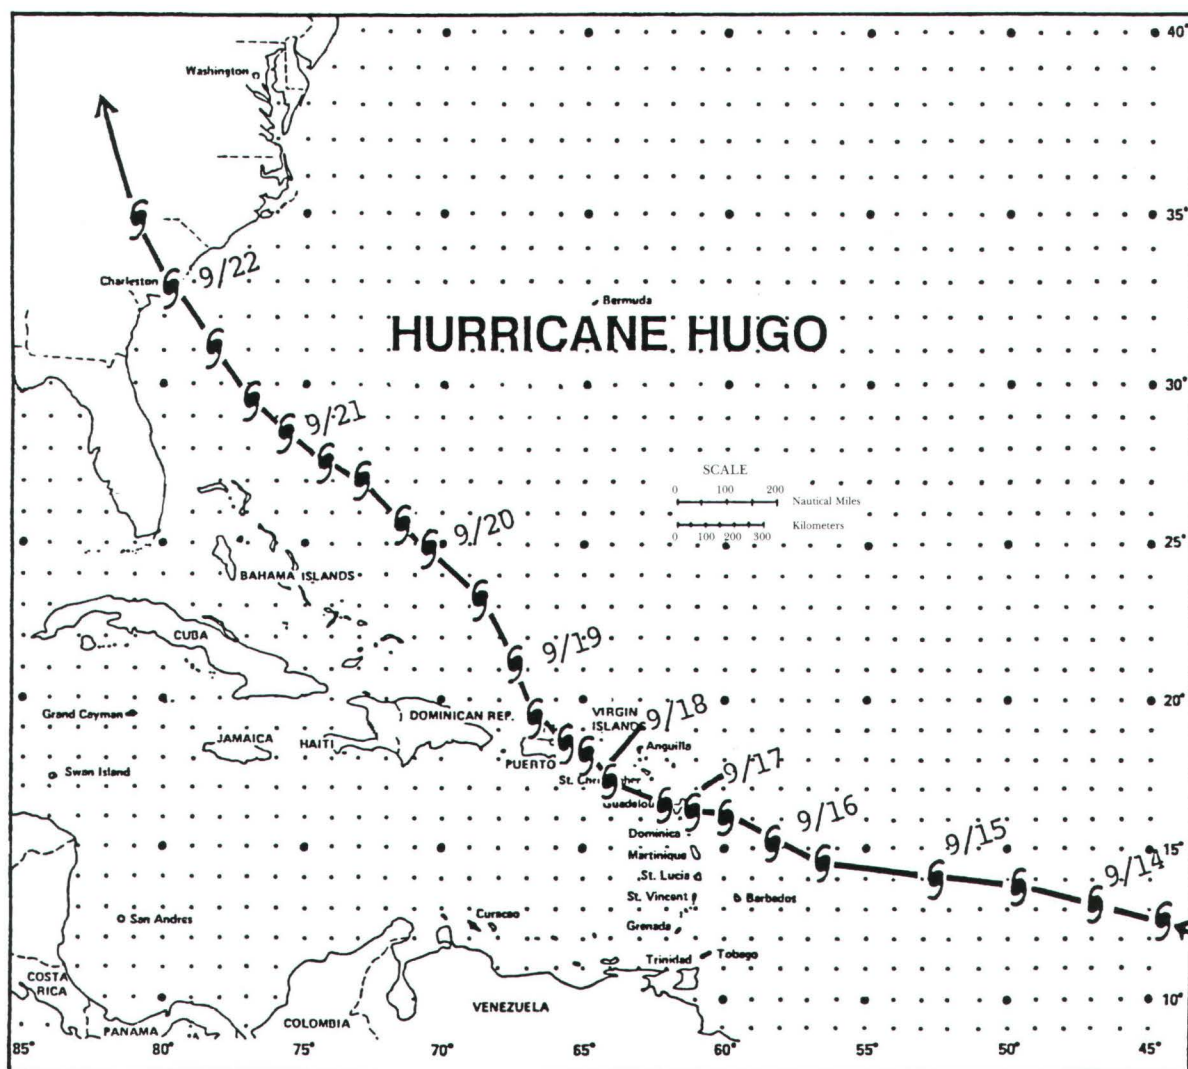 40°
Washington
35°
9/22
Charleston
Bermuda
HURRICANE HUGO
30°
9/21
SCALE
0 100 200
Nautical Miles
Kilometers
0 100 200 300
9/20
25°
BAHAMA ISLANDS
CUBA
9/19
20°
9/18
Grand Cayman
DOMINICAN REP.
VIRGIN
ISLANDS
JAMAICA
HAITI
Anguilla
PUERTO
Swan Island
9/17
9/16
9/15
Dominica
15°
Martinique
9/14
St. Lucia
St. Vincent
Barbados
San Andres
Curacao
Grenada
Trinidad
Tobago
COSTA
RICA
10°
VENEZUELA
COLOMBIA
PANAMA
85° 80° 75° 70° 65° 60° 55° 50° 45°